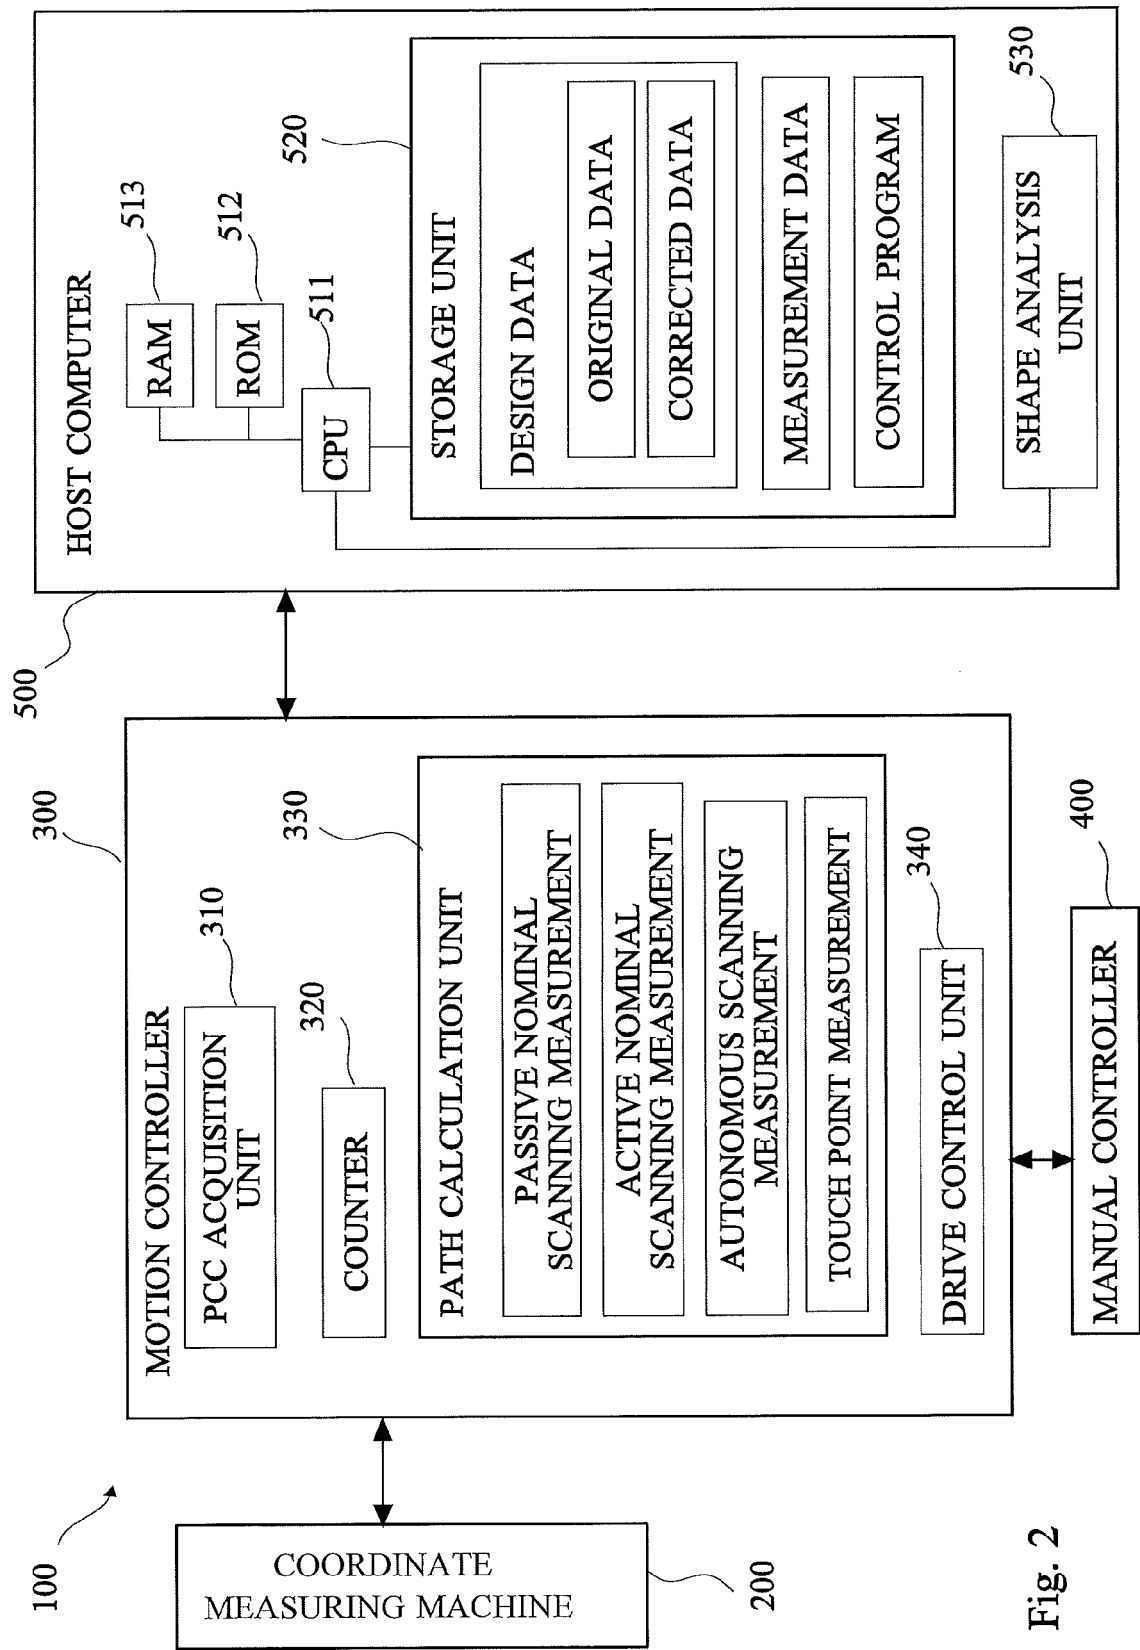 100
COORDINATE
MEASURING MACHINE
200
300
MOTION CONTROLLER
PCC ACQUISITION
UNIT
310
COUNTER
320
PATH CALCULATION UNIT
330
PASSIVE NOMINAL
SCANNING MEASUREMENT
ACTIVE NOMINAL
SCANNING MEASUREMENT
AUTONOMOUS SCANNING
MEASUREMENT
TOUCH POINT MEASUREMENT
DRIVE CONTROL UNIT
340
MANUAL CONTROLLER
400
500
HOST COMPUTER
RAM
513
ROM
512
CPU
511
STORAGE UNIT
520
DESIGN DATA
ORIGINAL DATA
CORRECTED DATA
MEASUREMENT DATA
CONTROL PROGRAM
SHAPE ANALYSIS
UNIT
530
Fig. 2